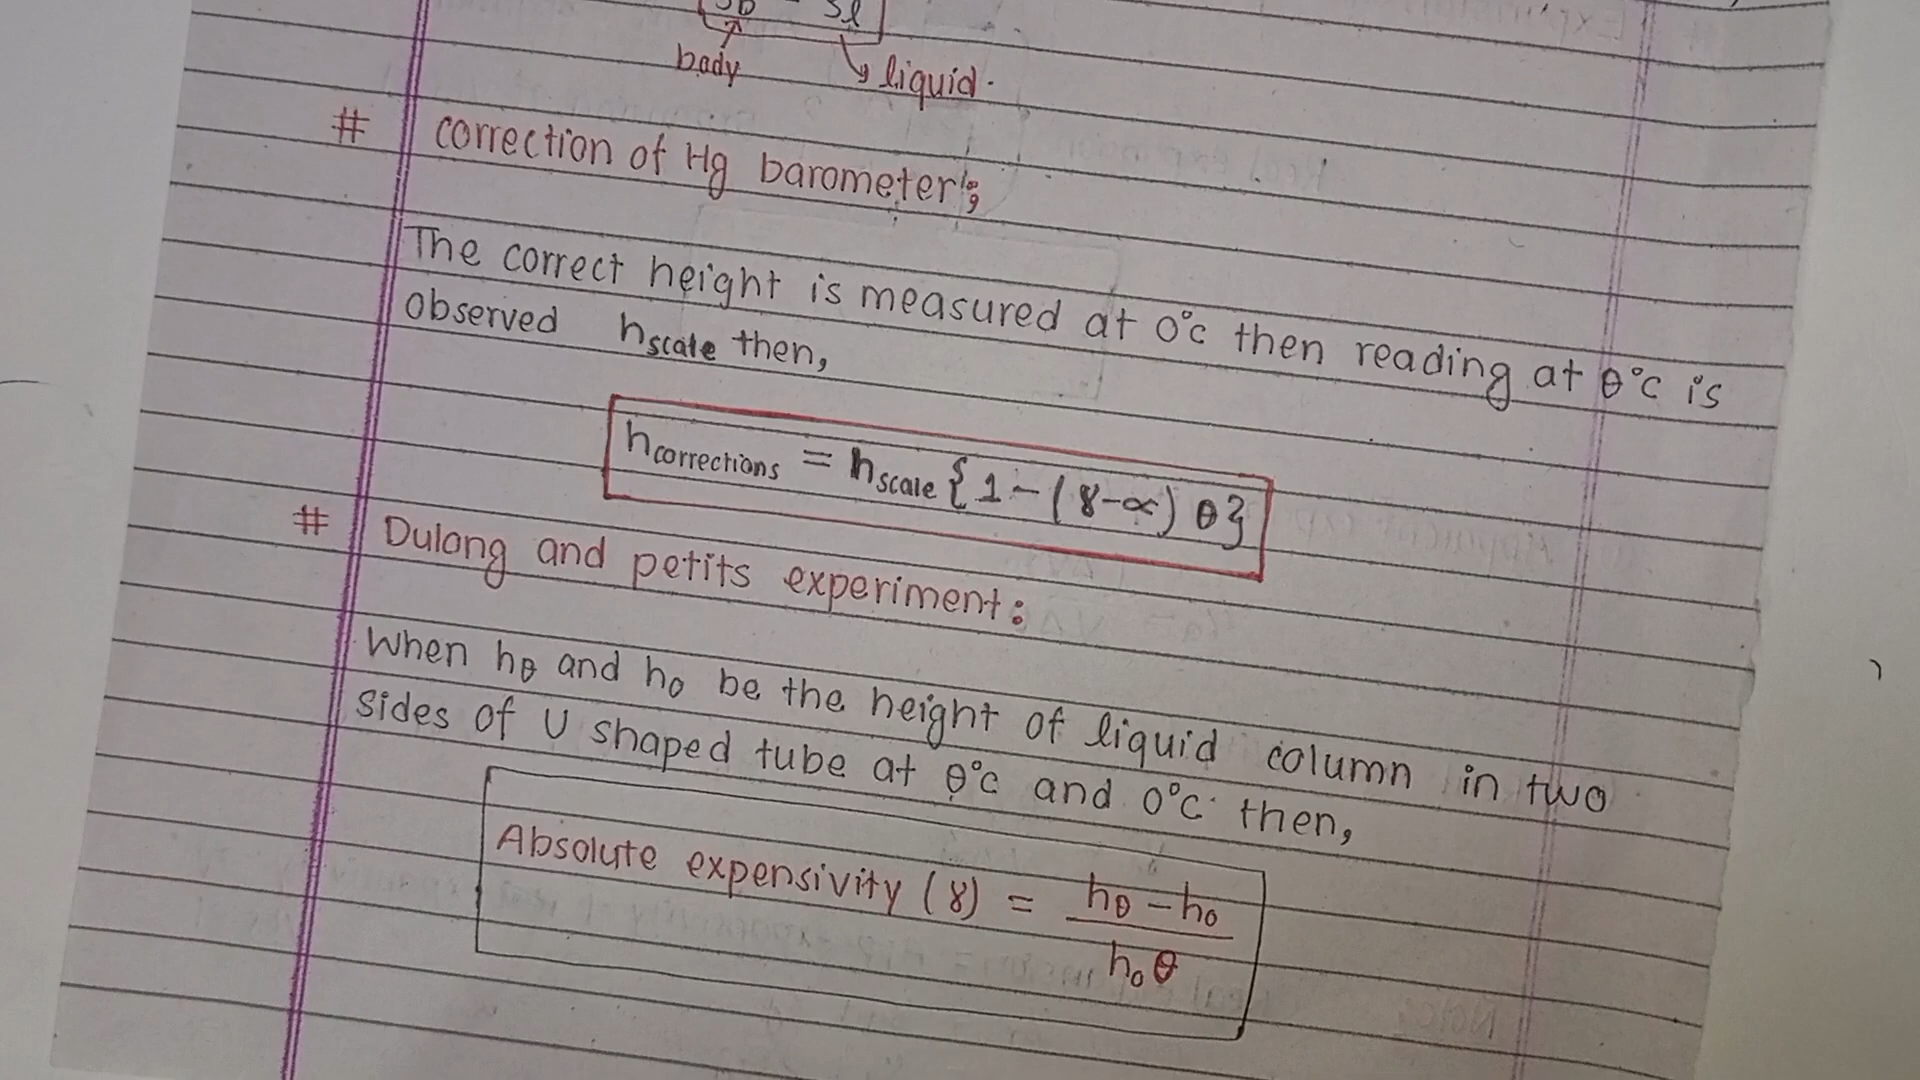 body liquid.
# correction of Hg barometer:
The correct height is measured at 0°c then reading at θ°c is
observed hscale then,
hcorrections = hscale {1-(γ-∝) θ}
# Dulong and petits experiment:
When hθ and h₀ be the height of liquid column in two
sides of U shaped tube at θ°c and 0°c then,
Absolute expensivity (γ) = hθ - h₀
h₀θ